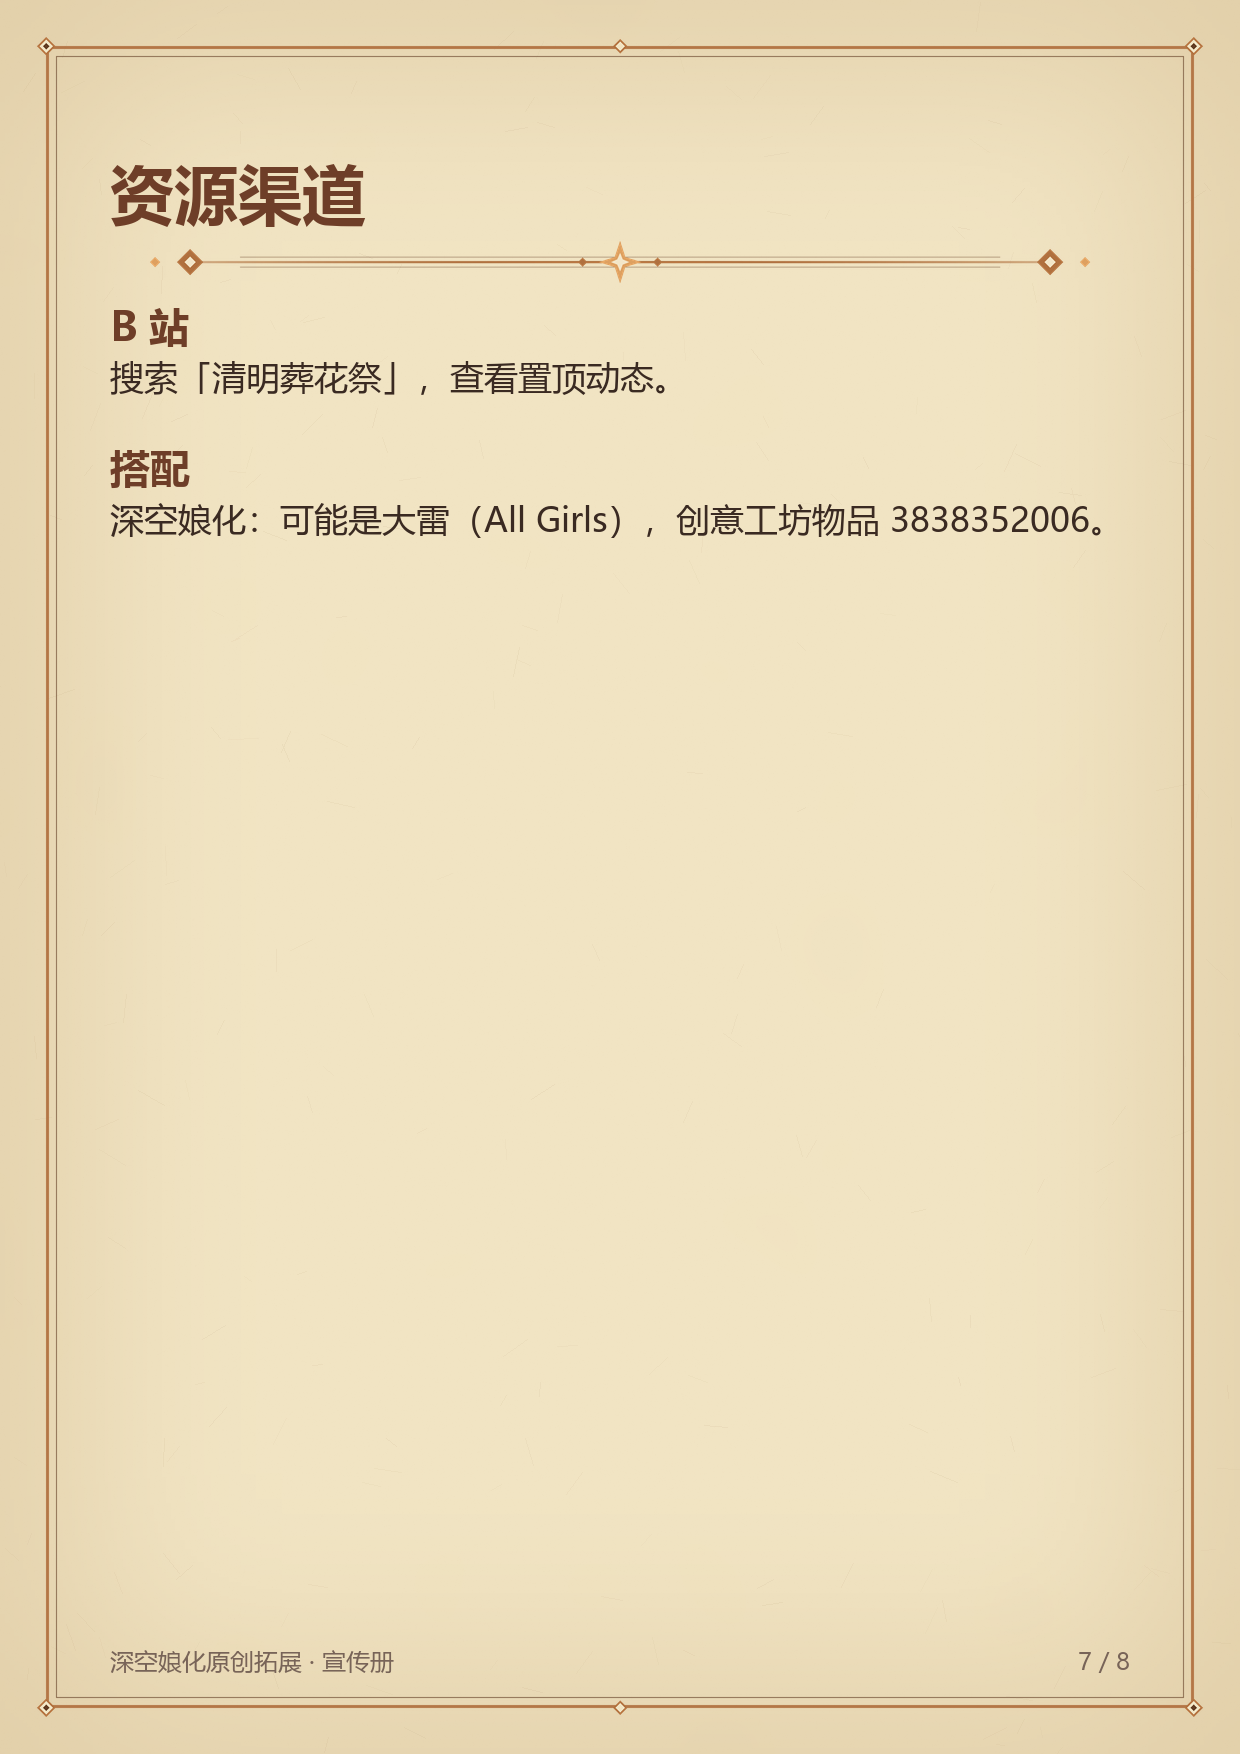 资源渠道
B 站
搜索「清明葬花祭」，查看置顶动态。
搭配
深空娘化：可能是大雷（All Girls），创意工坊物品 3838352006。
深空娘化原创拓展 · 宣传册
7 / 8